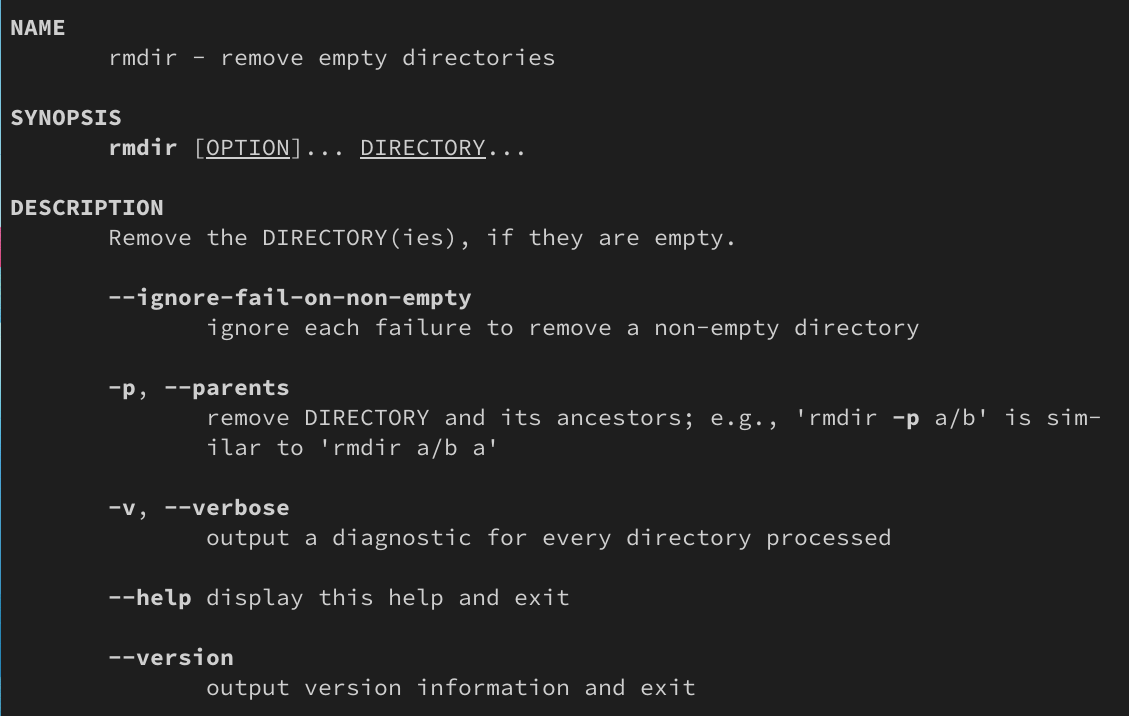 NAME
rmdir - remove empty directories
SYNOPSIS
rmdir [OPTION]... DIRECTORY...
DESCRIPTION
Remove the DIRECTORY(ies), if they are empty.
--ignore-fail-on-non-empty
ignore each failure to remove a non-empty directory
-p, --parents
remove DIRECTORY and its ancestors; e.g., 'rmdir -p a/b' is sim-
ilar to 'rmdir a/b a'
-v, --verbose
output a diagnostic for every directory processed
--help display this help and exit
--version
output version information and exit